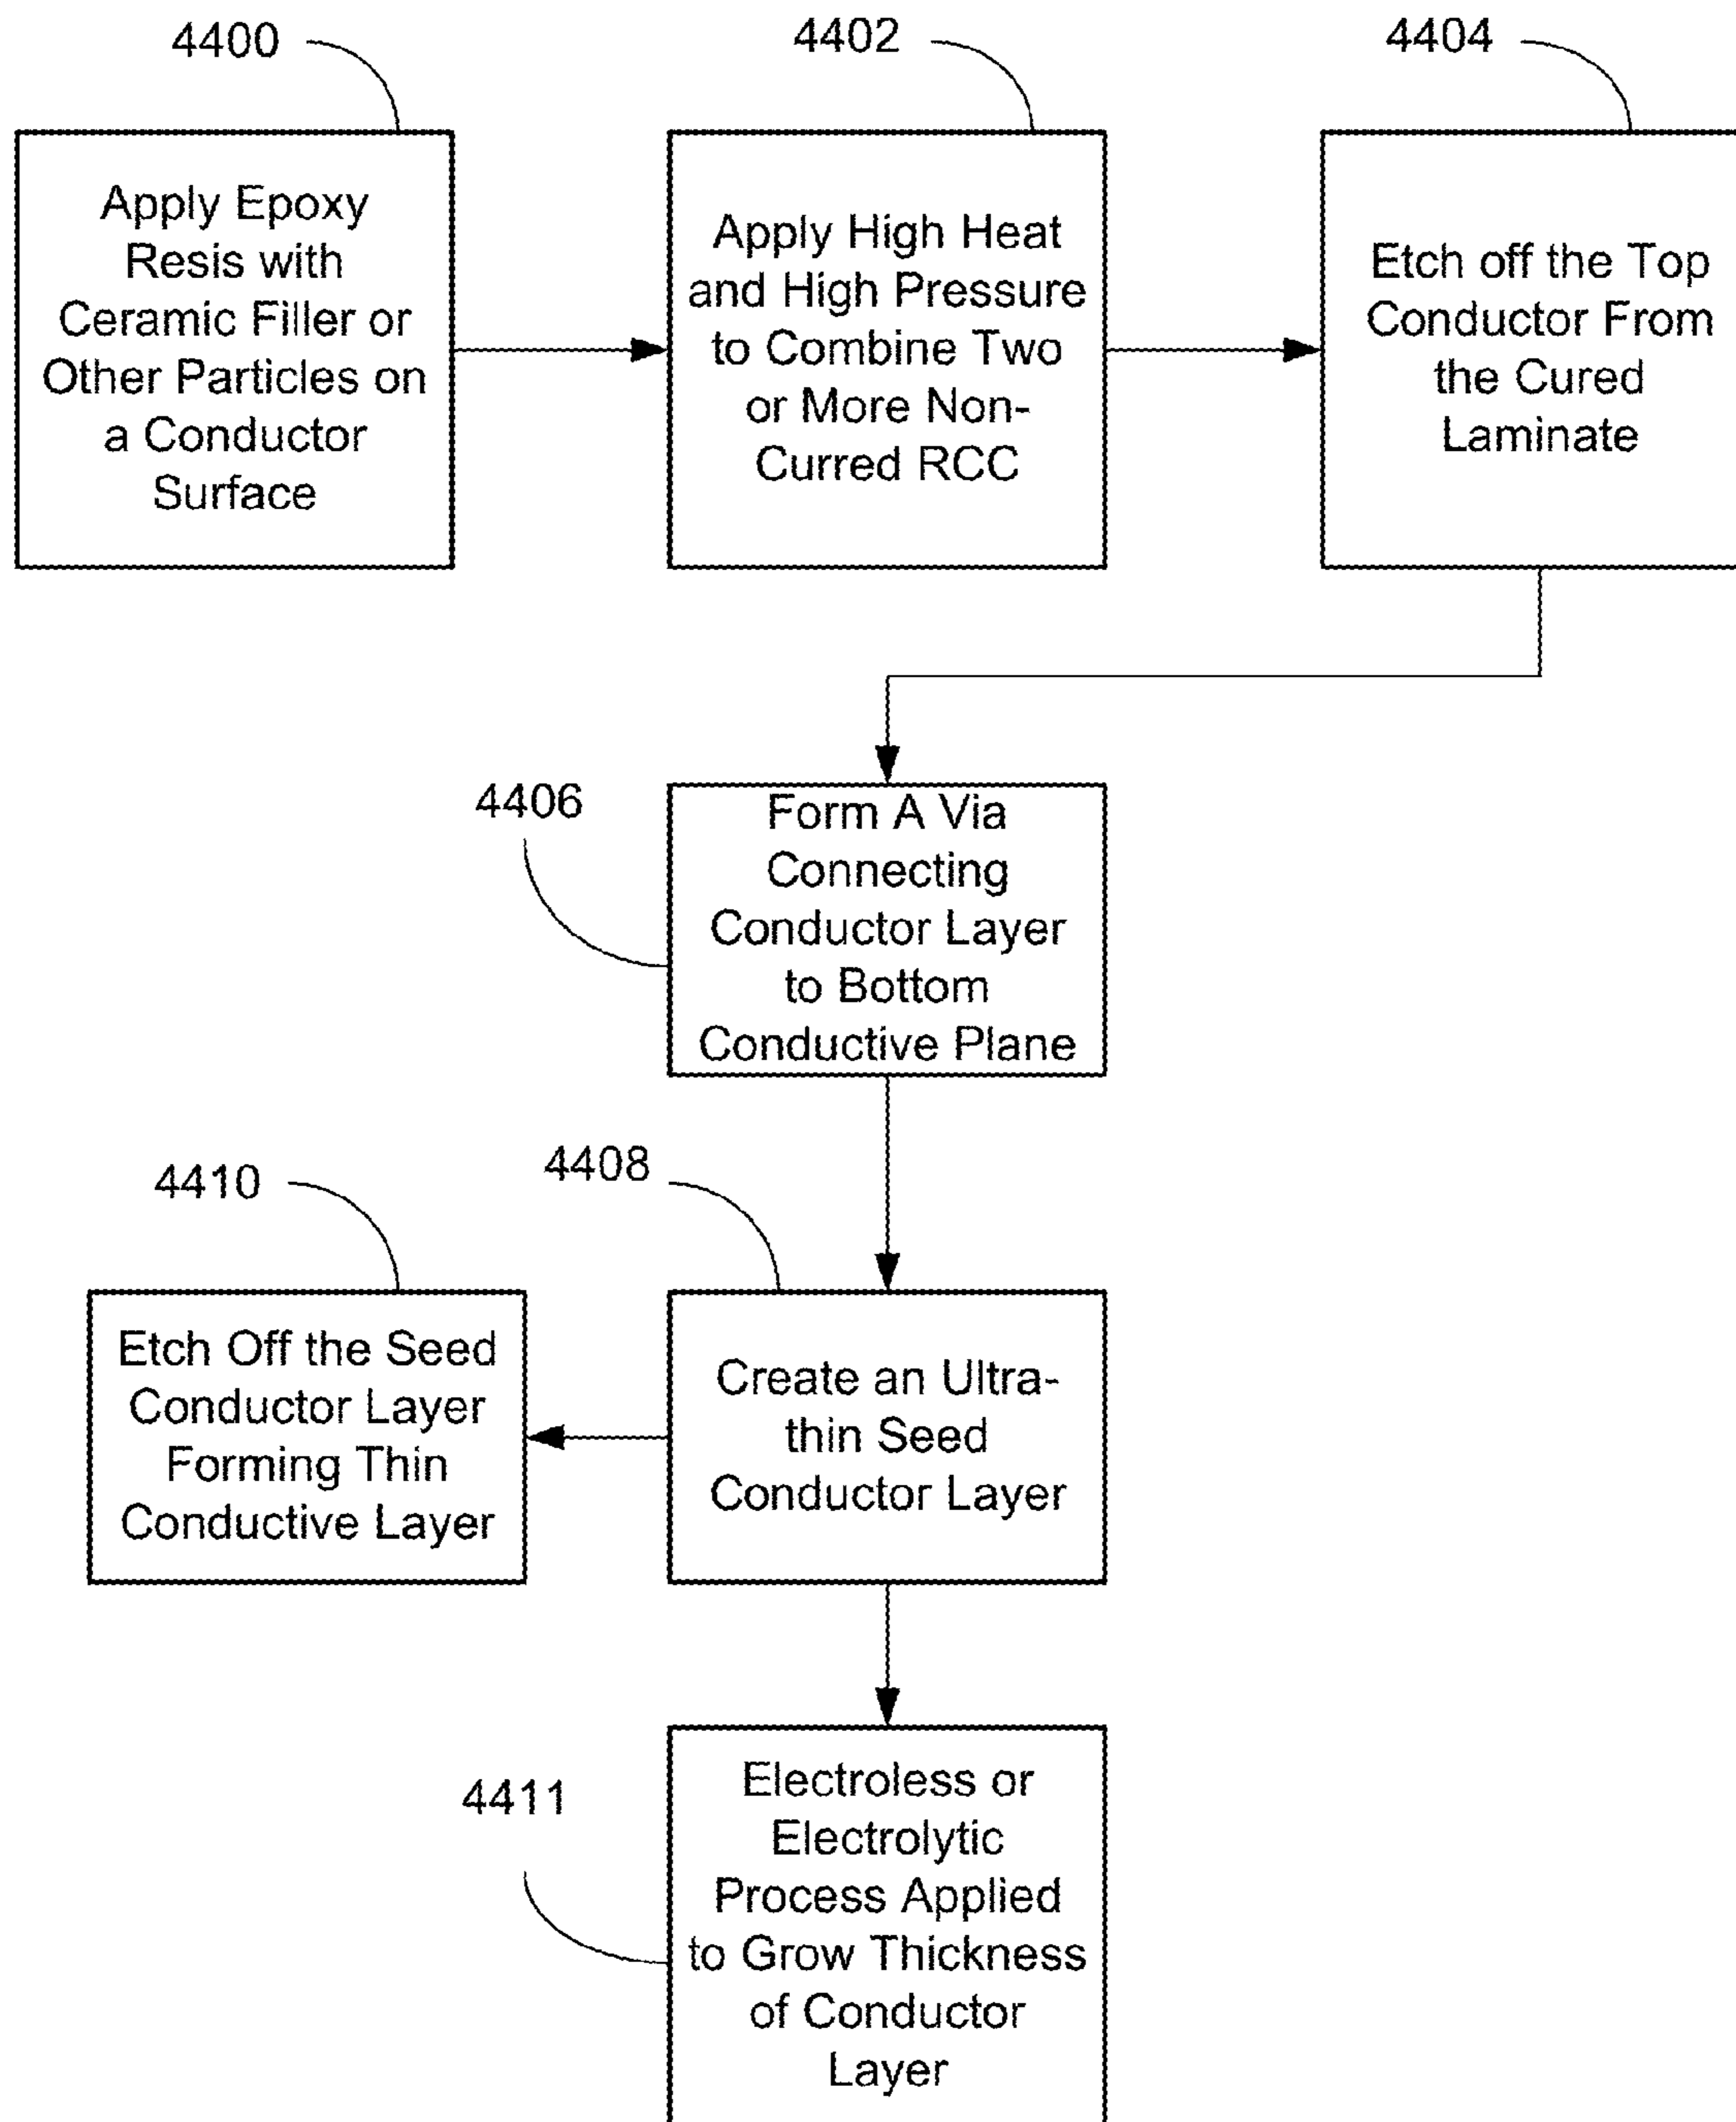 4400
Apply Epoxy
Resis with
Ceramic Filler or
Other Particles on
a Conductor
Surface
4402
Apply High Heat
and High Pressure
to Combine Two
or More Non-
Curred RCC
4404
Etch off the Top
Conductor From
the Cured
Laminate
4406
Form A Via
Connecting
Conductor Layer
to Bottom
Conductive Plane
4408
Create an Ultra-
thin Seed
Conductor Layer
4410
Etch Off the Seed
Conductor Layer
Forming Thin
Conductive Layer
4411
Electroless or
Electrolytic
Process Applied
to Grow Thickness
of Conductor
Layer